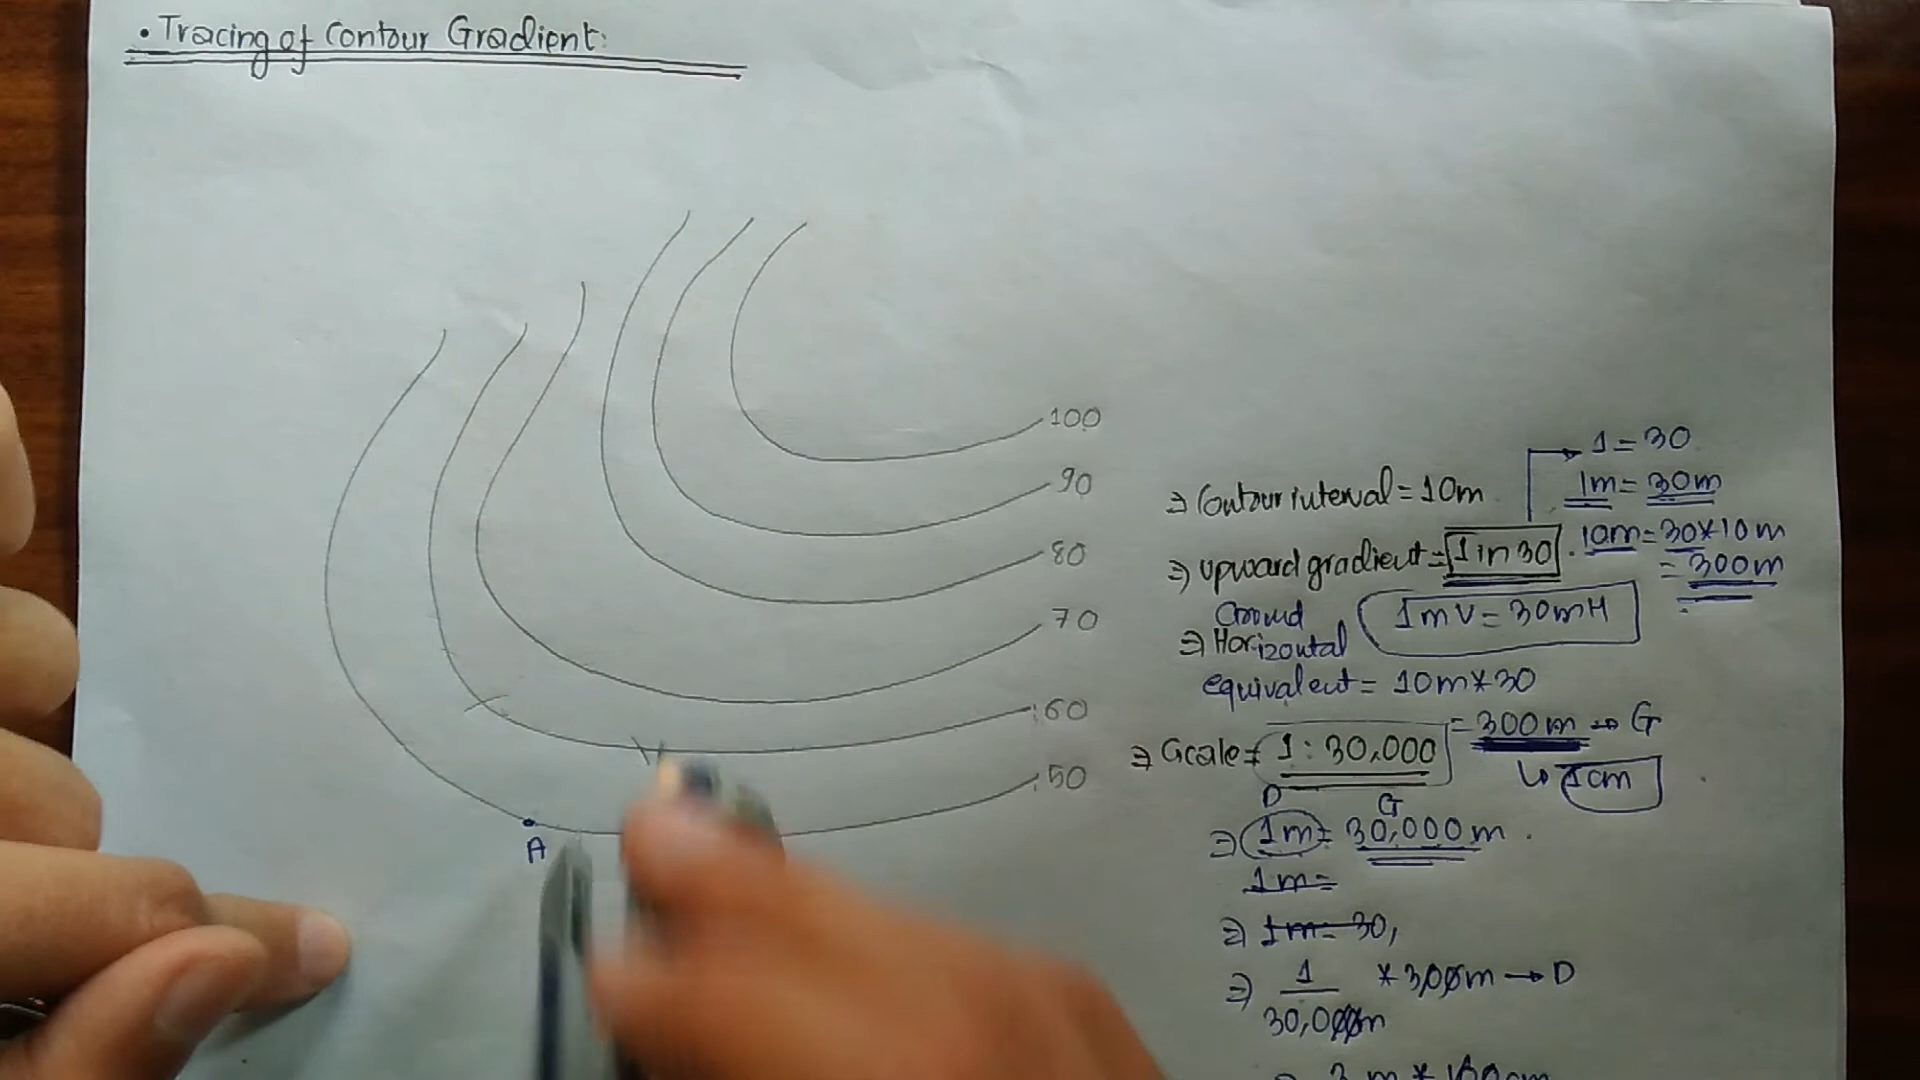 • Tracing of Contour Gradient:
100
90
80
70
60
50
A
1 = 30
1m = 30m
⇒ Contour interval = 10m
10m = 30*10m
= 300m
⇒ upward gradient = 1 in 30.
Ground
1mV = 30mH
⇒ Horizontal
equivalent = 10m*30
= 300m → G
↳ 1cm
⇒ Scale = 1:30,000
D G
⇒ 1m = 30,000m.
1m =
⇒ 1m = 30,
⇒ 1 * 300m → D
30,000m